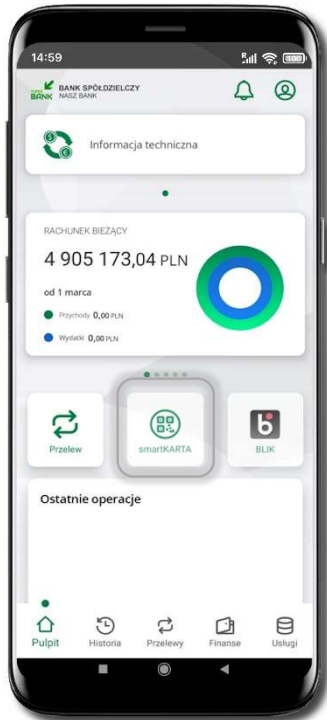 14:59
BANK SPÓŁDZIELCZY
BANK NASZ BANK
Informacja techniczna
RACHUNEK BIEŻĄCY
4 905 173,04 PLN
od 1 marca
Przychody 0,00 PLN
Wydatki 0,00 PLN
Przelew
smartKARTA
BLIK
Ostatnie operacje
Pulpit
Historia
Przelewy
Finanse
Usługi